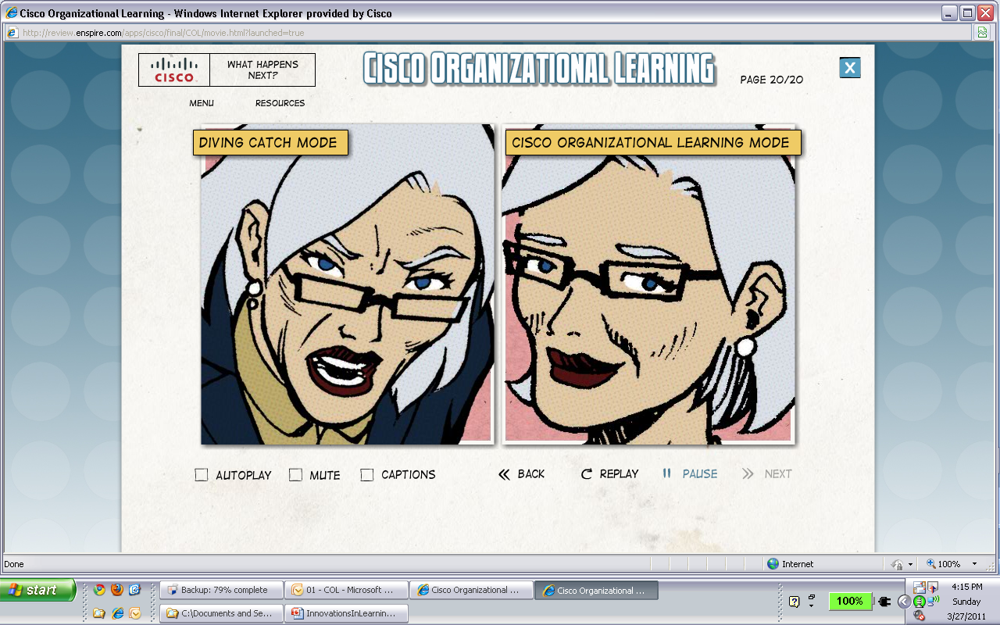 Cisco Organizational Learning - Windows Internet Explorer provided by Cisco
http://review.enspire.com/apps/cisco/final/COL/movie.html?launched=true
CISCO
WHAT HAPPENS
NEXT?
CISCO ORGANIZATIONAL LEARNING
PAGE 20/20
X
MENU RESOURCES
DIVING CATCH MODE
CISCO ORGANIZATIONAL LEARNING MODE
AUTOPLAY MUTE CAPTIONS BACK REPLAY PAUSE NEXT
Done Internet 100%
start Backup: 79% complete 01 - COL - Microsoft ... Cisco Organizational ... Cisco Organizational ...
C:\Documents and Se... InnovationsInLearnin...
100%
4:15 PM
Sunday
3/27/2011